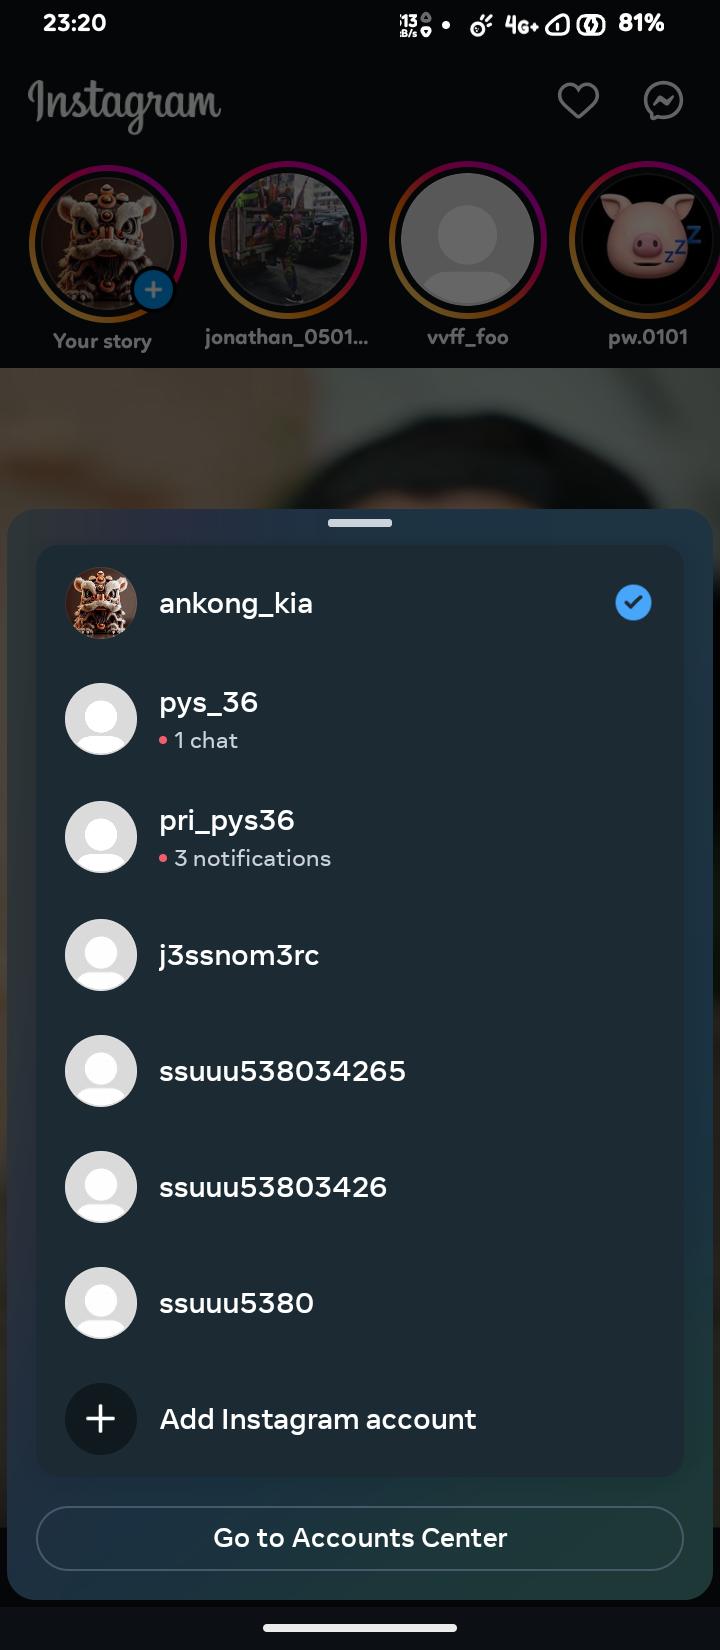 23:20
4G+
81%
Instagram
Your story
jonathan_0501...
vvff_foo
pw.0101
ankong_kia
pys_36
1 chat
pri_pys36
3 notifications
j3ssnom3rc
ssuuu538034265
ssuuu53803426
ssuuu5380
Add Instagram account
Go to Accounts Center